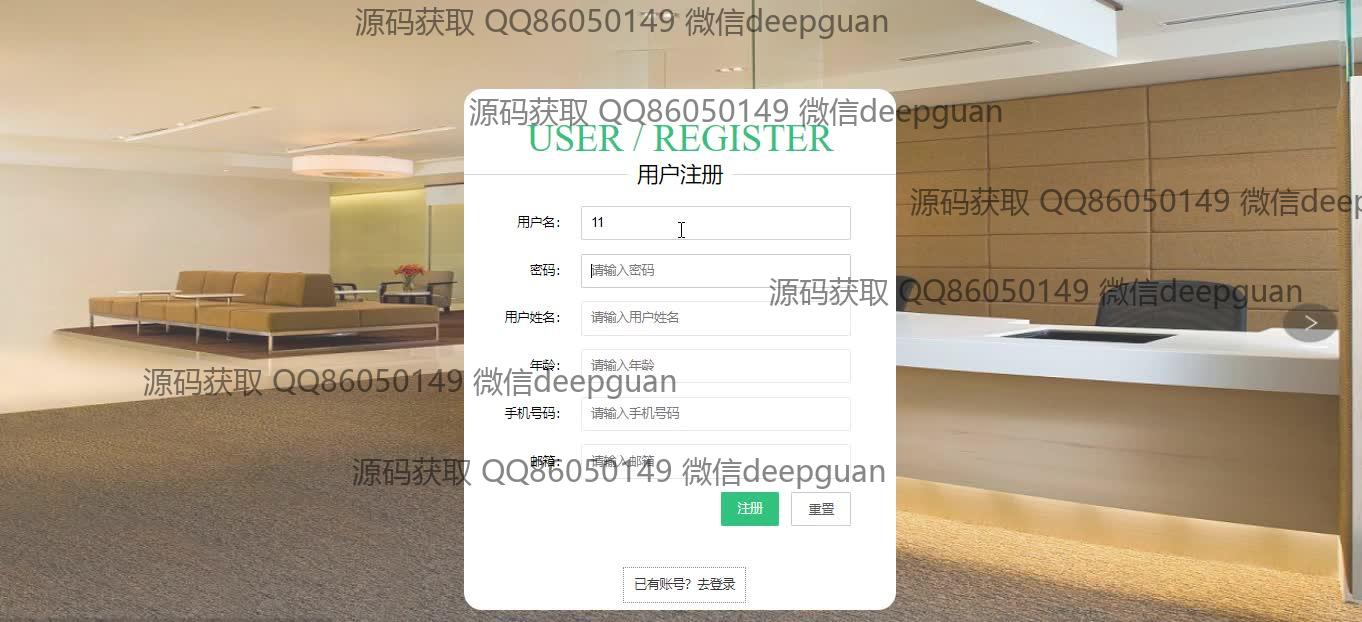 源码获取 QQ86050149 微信deepguan
源码获取 QQ86050149 微信deepguan
USER / REGISTER
用户注册
源码获取 QQ86050149 微信deep
用户名： 11
密码： 请输入密码
源码获取 QQ86050149 微信deepguan
用户姓名： 请输入用户姓名
年龄： 请输入年龄
源码获取 QQ86050149 微信deepguan
手机号码： 请输入手机号码
邮箱： 请输入邮箱
源码获取 QQ86050149 微信deepguan
注册 重置
已有账号？去登录